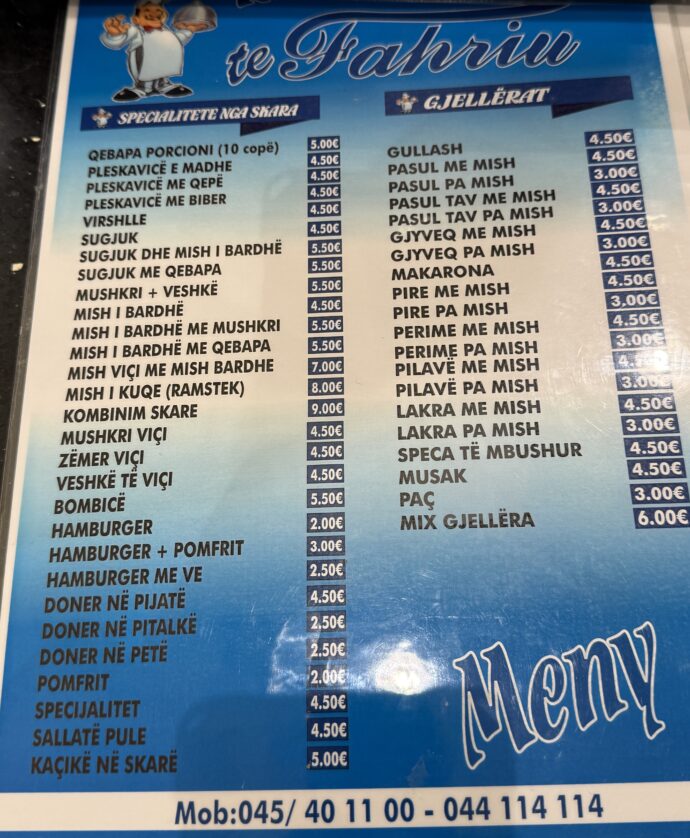 te Fahriu
SPECIALITETE NGA SKARA
QEBAPA PORCIONI (10 copë) 5.00€
PLESKAVICË E MADHE 4.50€
PLESKAVICË ME QEPË 4.50€
PLESKAVICË ME BIBER 4.50€
VIRSHLLE 4.50€
SUGJUK 4.50€
SUGJUK DHE MISH I BARDHË 5.50€
SUGJUK ME QEBAPA 5.50€
MUSHKRI + VESHKË 5.50€
MISH I BARDHË 4.50€
MISH I BARDHË ME MUSHKRI 5.50€
MISH I BARDHË ME QEBAPA 5.50€
MISH VIÇI ME MISH BARDHE 7.00€
MISH I KUQE (RAMSTEK) 8.00€
KOMBINIM SKARE 9.00€
MUSHKRI VIÇI 4.50€
ZËMER VIÇI 4.50€
VESHKË TË VIÇI 4.50€
BOMBICË 5.50€
HAMBURGER 2.00€
HAMBURGER + POMFRIT 3.00€
HAMBURGER ME VE 2.50€
DONER NË PIJATË 4.50€
DONER NË PITALKË 2.50€
DONER NË PETË 2.50€
POMFRIT 2.00€
SPECIJALITET 4.50€
SALLATË PULE 4.50€
KAÇIKË NË SKARË 5.00€
GJELLËRAT
GULLASH 4.50€
PASUL ME MISH 4.50€
PASUL PA MISH 3.00€
PASUL TAV ME MISH 4.50€
PASUL TAV PA MISH 3.00€
GJYVEQ ME MISH 4.50€
GJYVEQ PA MISH 3.00€
MAKARONA 4.50€
PIRE ME MISH 4.50€
PIRE PA MISH 3.00€
PERIME ME MISH 4.50€
PERIME PA MISH 3.00€
PILAVË ME MISH
PILAVË PA MISH 3.00€
LAKRA ME MISH 4.50€
LAKRA PA MISH 3.00€
SPECA TË MBUSHUR 4.50€
MUSAK 4.50€
PAÇ 3.00€
MIX GJELLËRA 6.00€
Meny
Mob:045/ 40 11 00 - 044 114 114